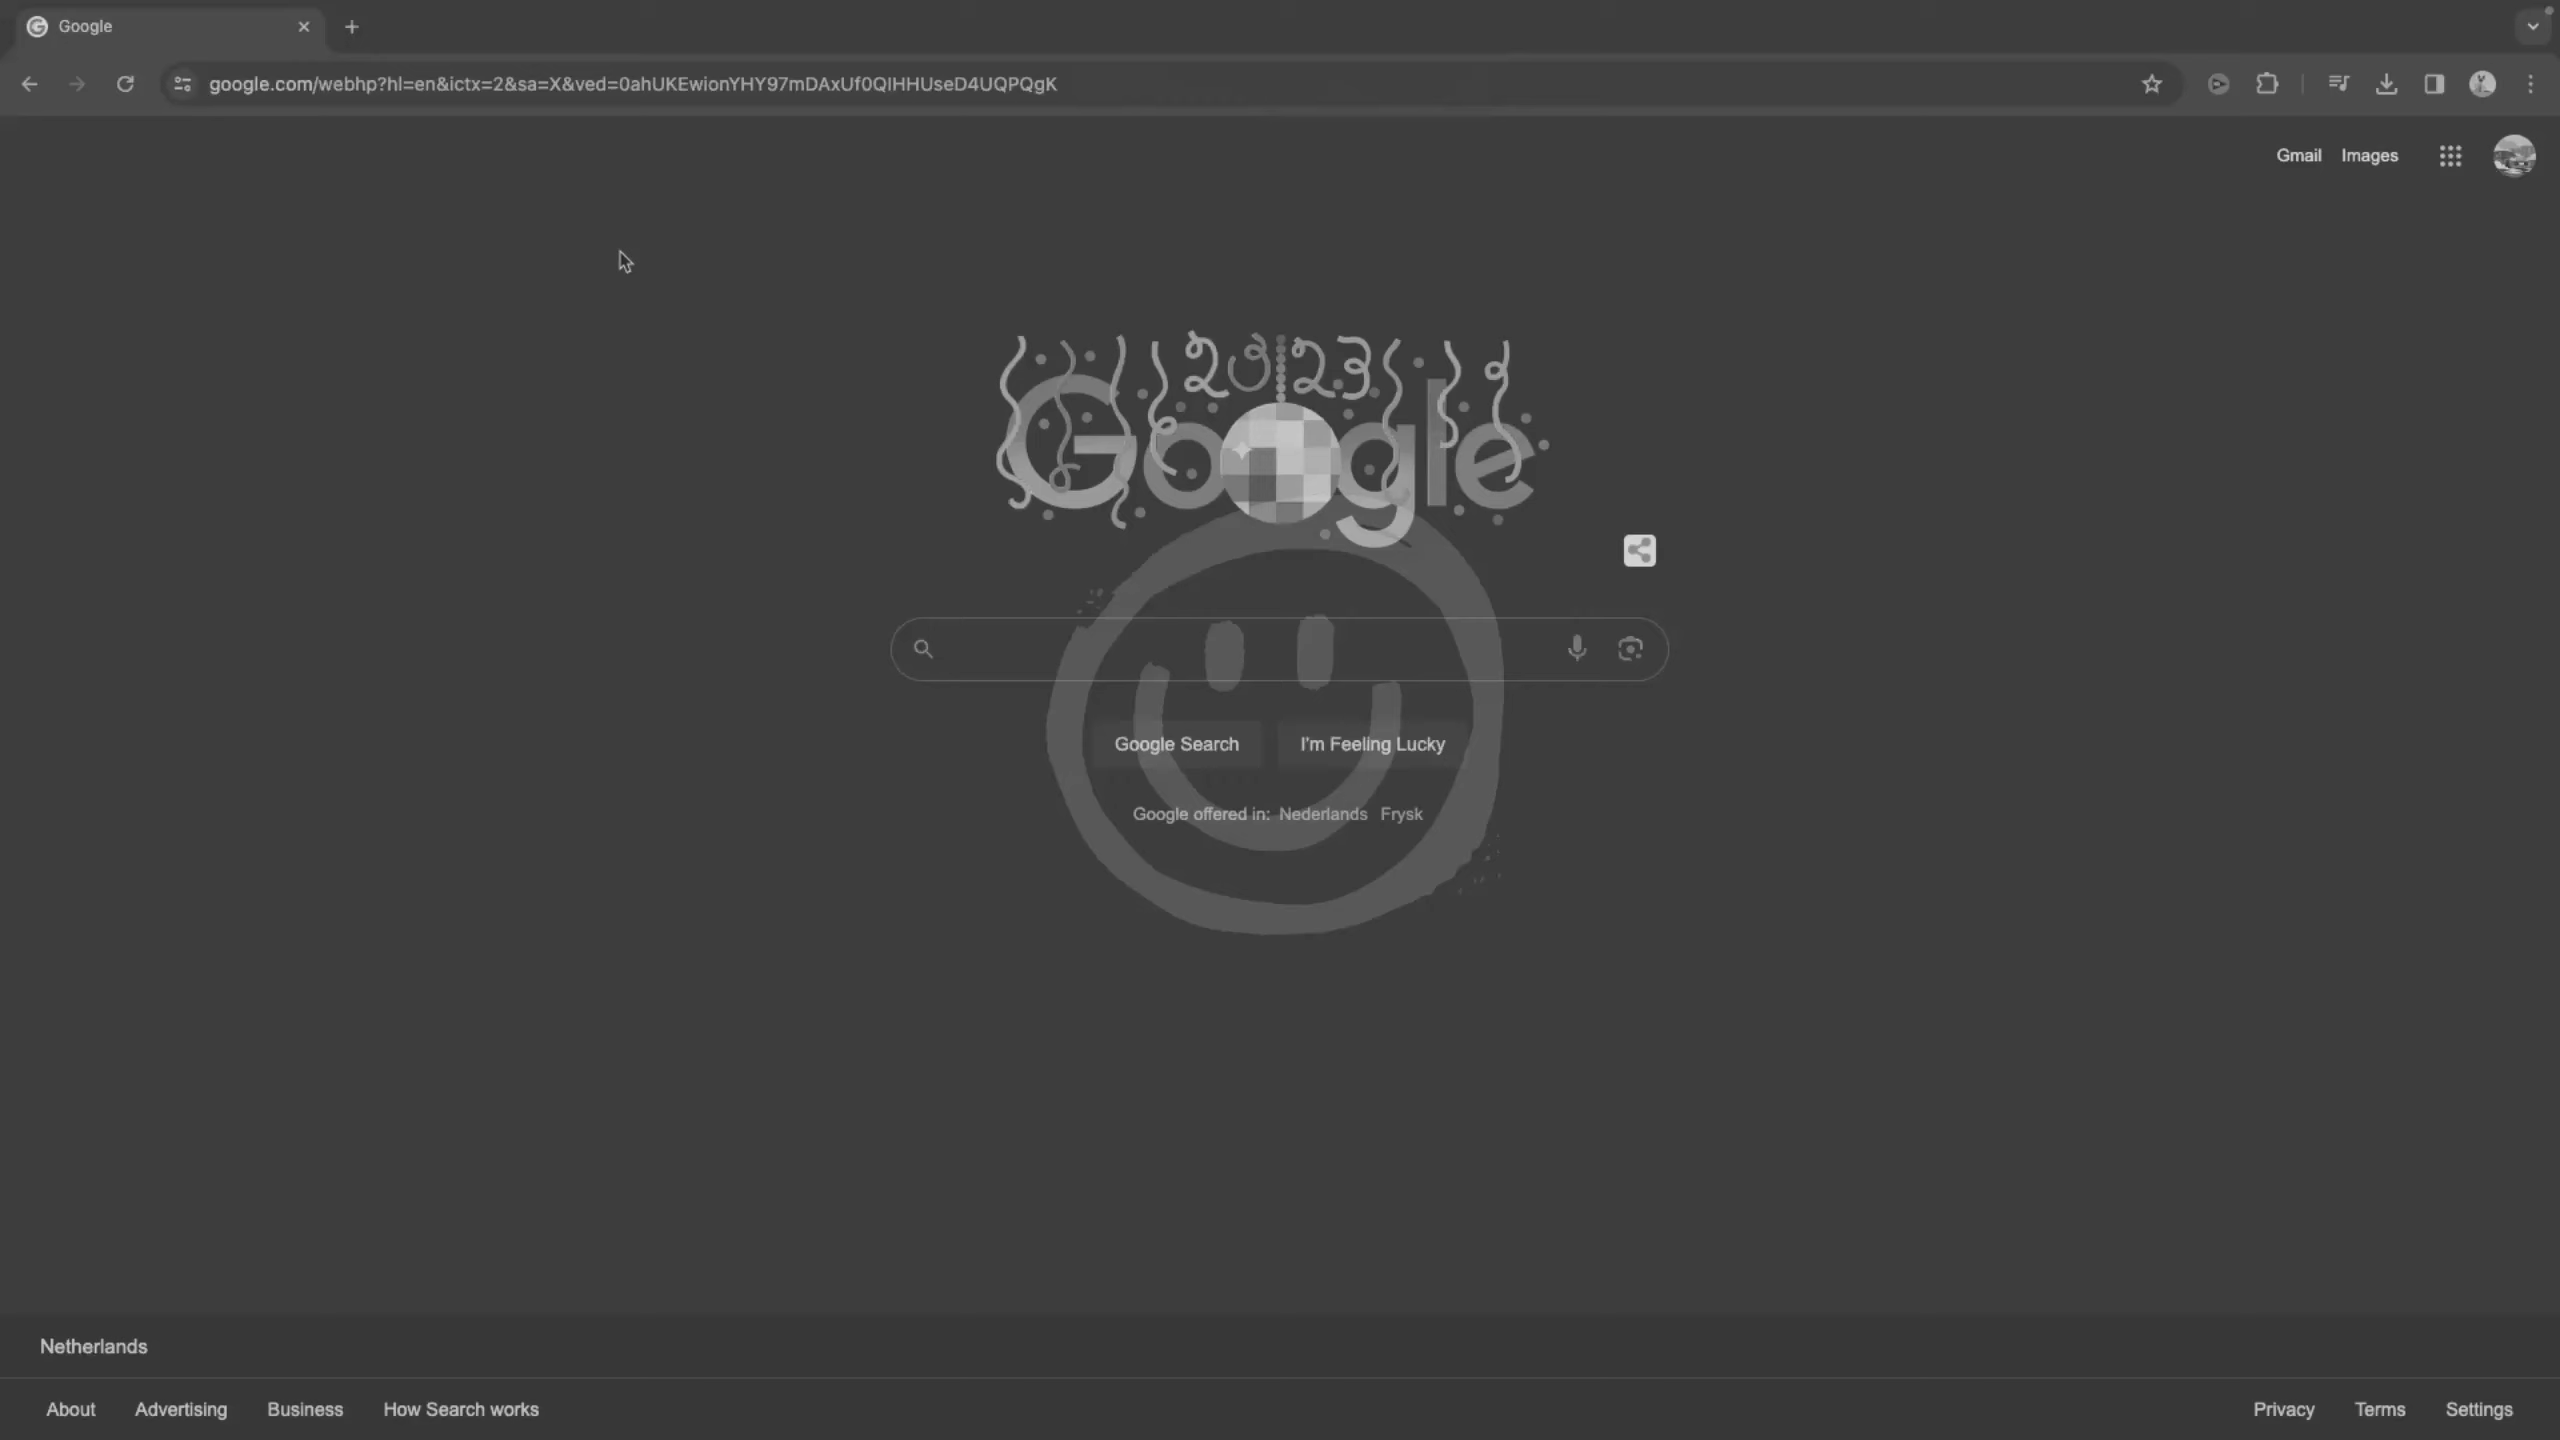 Google
google.com/webhp?hl=en&ictx=2&sa=X&ved=0ahUKEwionYHY97mDAxUf0QIHHUseD4UQPQgK
Gmail Images
2023
Google
Google Search I'm Feeling Lucky
Google offered in: Nederlands Frysk
Netherlands
About Advertising Business How Search works Privacy Terms Settings